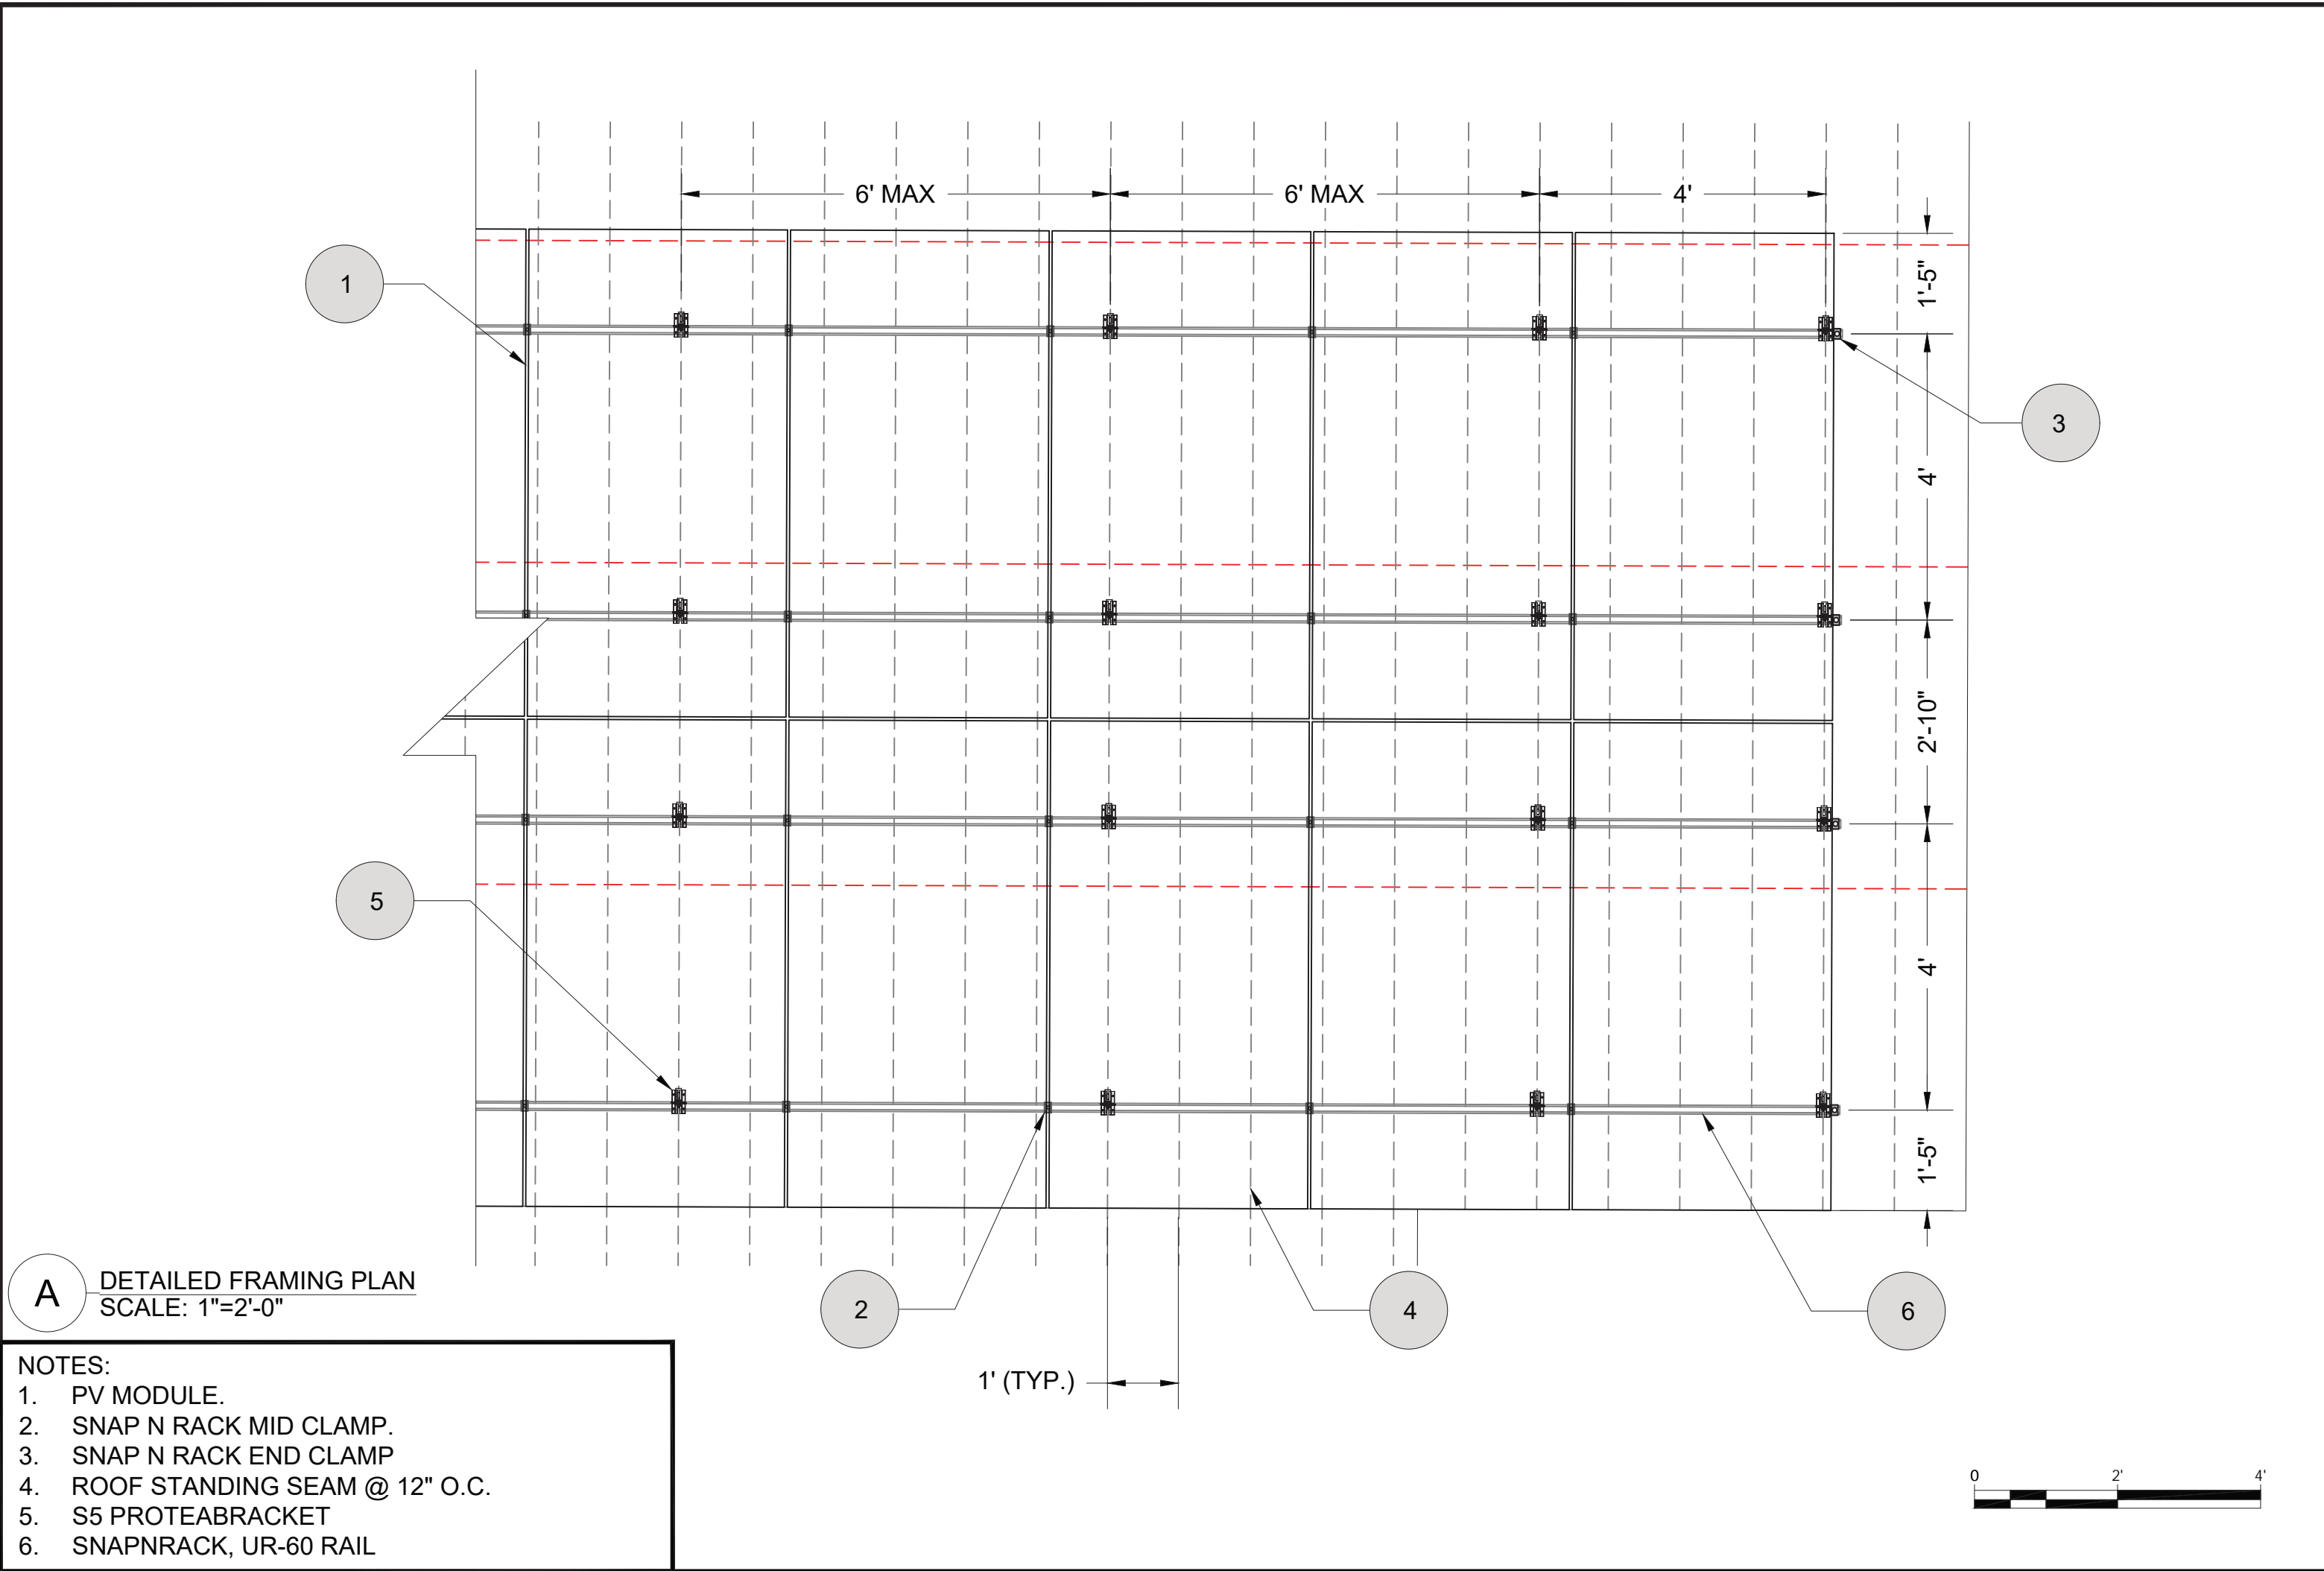 6' MAX
6' MAX
4'
1'-5"
1
3
4'
2'-10"
5
4'
1'-5"
A
DETAILED FRAMING PLAN
SCALE: 1"=2'-0"
2
4
6
1' (TYP.)
NOTES:
1. PV MODULE.
2. SNAP N RACK MID CLAMP.
3. SNAP N RACK END CLAMP
4. ROOF STANDING SEAM @ 12" O.C.
5. S5 PROTEABRACKET
6. SNAPNRACK, UR-60 RAIL
0 2' 4'